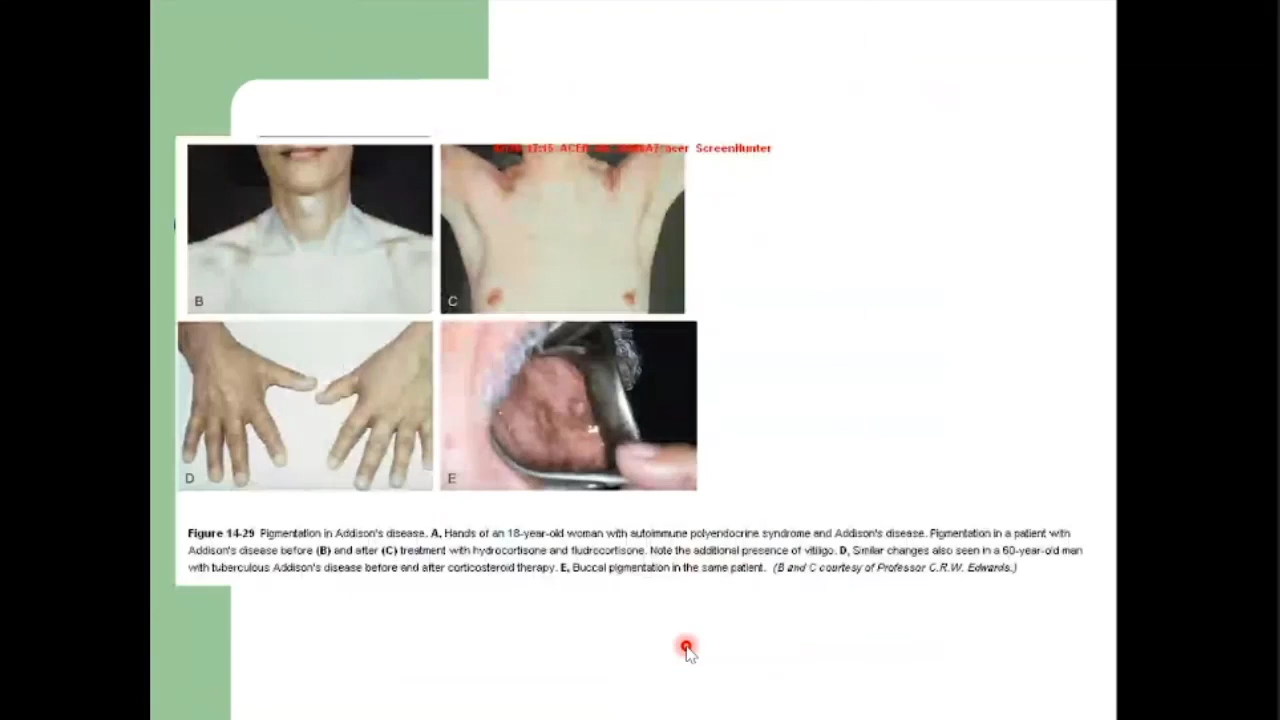 ACER acer ScreenHunter
B
C
D
E
Figure 14-29 Pigmentation in Addison's disease. A, Hands of an 18-year-old woman with autoimmune polyendocrine syndrome and Addison's disease. Pigmentation in a patient with
Addison's disease before (B) and after (C) treatment with hydrocortisone and fludrocortisone. Note the additional presence of vitiligo. D, Similar changes also seen in a 60-year-old man
with tuberculous Addison's disease before and after corticosteroid therapy. E, Buccal pigmentation in the same patient. (B and C courtesy of Professor C.R.W. Edwards.)